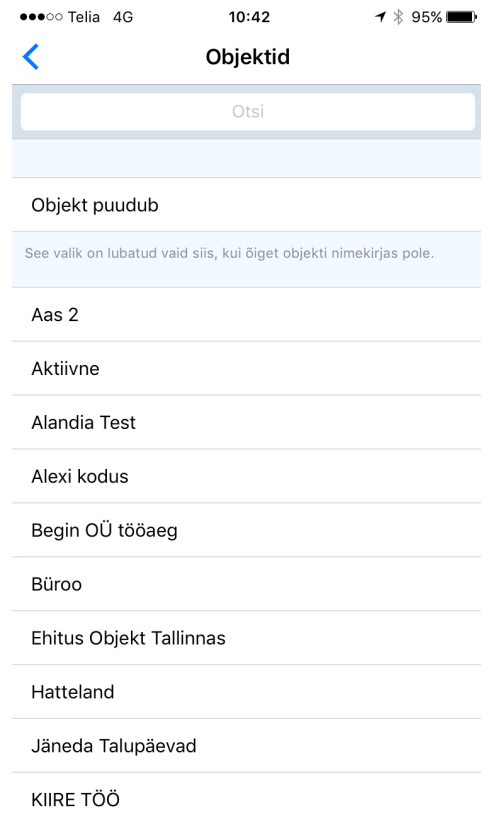 Telia 4G 10:42 95%
Objektid
Otsi
Objekt puudub
See valik on lubatud vaid siis, kui õiget objekti nimekirjas pole.
Aas 2
Aktiivne
Alandia Test
Alexi kodus
Begin OÜ tööaeg
Büroo
Ehitus Objekt Tallinnas
Hatteland
Jäneda Talupäevad
KIIRE TÖÖ